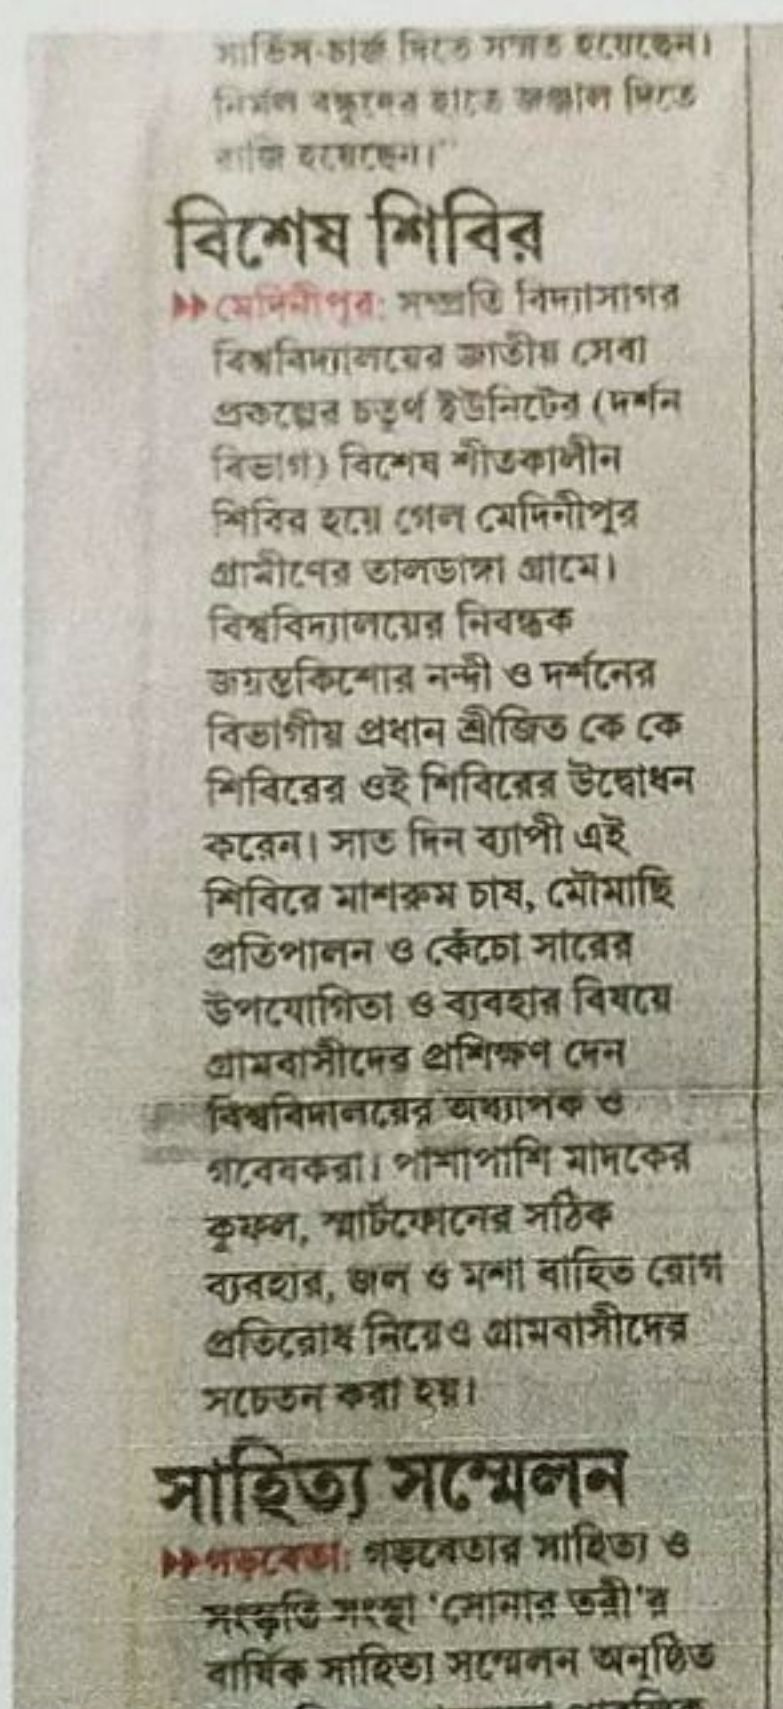 সার্ভিস-চার্জ দিতে সম্মত হয়েছেন।
নির্মল বন্ধুদের হাতে জঞ্জাল দিতে
রাজি হয়েছেন।"
বিশেষ শিবির
মেদিনীপুর: সম্প্রতি বিদ্যাসাগর
বিশ্ববিদ্যালয়ের জাতীয় সেবা
প্রকল্পের চতুর্থ ইউনিটের (দর্শন
বিভাগ) বিশেষ শীতকালীন
শিবির হয়ে গেল মেদিনীপুর
গ্রামীণের তালডাঙ্গা গ্রামে।
বিশ্ববিদ্যালয়ের নিবন্ধক
জয়ন্তকিশোর নন্দী ও দর্শনের
বিভাগীয় প্রধান শ্রীজিত কে কে
শিবিরের ওই শিবিরের উদ্বোধন
করেন। সাত দিন ব্যাপী এই
শিবিরে মাশরুম চাষ, মৌমাছি
প্রতিপালন ও কেঁচো সারের
উপযোগিতা ও ব্যবহার বিষয়ে
গ্রামবাসীদের প্রশিক্ষণ দেন
বিশ্ববিদালয়ের অধ্যাপক ও
গবেষকরা। পাশাপাশি মাদকের
কুফল, স্মার্টফোনের সঠিক
ব্যবহার, জল ও মশা বাহিত রোগ
প্রতিরোধ নিয়েও গ্রামবাসীদের
সচেতন করা হয়।
সাহিত্য সম্মেলন
গড়বেতা: গড়বেতার সাহিত্য ও
সংস্কৃতি সংস্থা 'সোনার তরী'র
বার্ষিক সাহিত্য সম্মেলন অনুষ্ঠিত